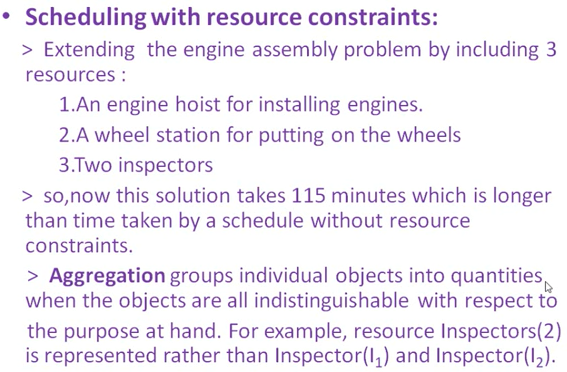 • Scheduling with resource constraints:
> Extending the engine assembly problem by including 3
resources :
1.An engine hoist for installing engines.
2.A wheel station for putting on the wheels
3.Two inspectors
> so,now this solution takes 115 minutes which is longer
than time taken by a schedule without resource
constraints.
> Aggregation groups individual objects into quantities
when the objects are all indistinguishable with respect to
the purpose at hand. For example, resource Inspectors(2)
is represented rather than Inspector(I₁) and Inspector(I₂).